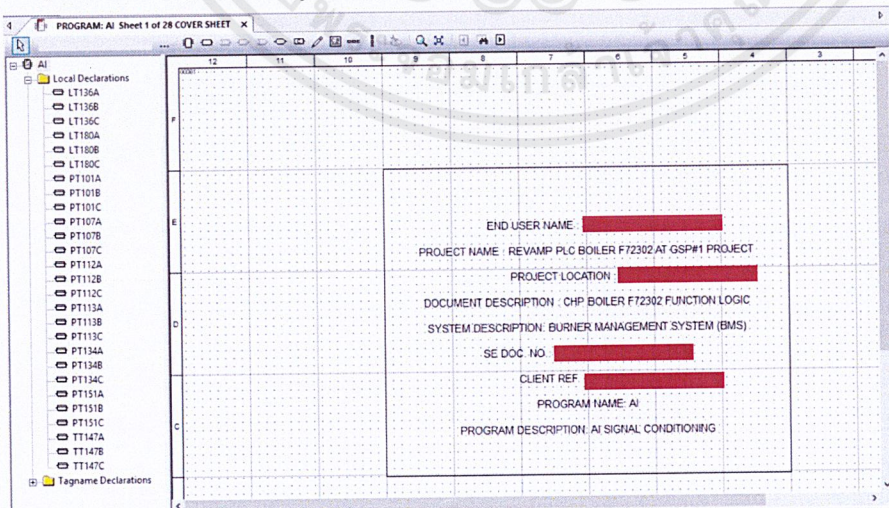 PROGRAM: AI Sheet 1 of 28 COVER SHEET
12 11 10 9 8 7 6 5 4 3
AI
Local Declarations
LT136A
LT136B
LT136C
LT180A
LT180B
LT180C
PT101A
PT101B
PT101C
PT107A
PT107B
PT107C
PT112A
PT112B
PT112C
PT113A
PT113B
PT113C
PT134A
PT134B
PT134C
PT151A
PT151B
PT151C
TT147A
TT147B
TT147C
Tagname Declarations
F
E
D
C
END USER NAME :
PROJECT NAME : REVAMP PLC BOILER F72302 AT GSP#1 PROJECT
PROJECT LOCATION :
DOCUMENT DESCRIPTION : CHP BOILER F72302 FUNCTION LOGIC
SYSTEM DESCRIPTION: BURNER MANAGEMENT SYSTEM (BMS)
SE DOC. NO.
CLIENT REF.
PROGRAM NAME: AI
PROGRAM DESCRIPTION: AI SIGNAL CONDITIONING